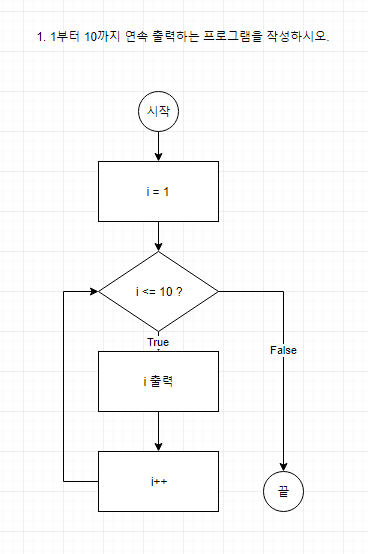 1. 1부터 10까지 연속 출력하는 프로그램을 작성하시오.
시작
i = 1
i <= 10 ?
True
False
i 출력
i++
끝